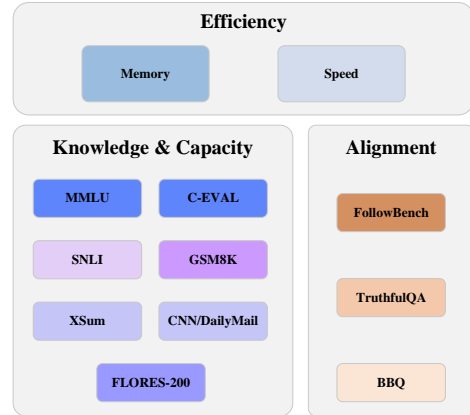 Efficiency
Memory
Speed
Knowledge & Capacity
MMLU
C-EVAL
SNLI
GSM8K
XSum
CNN/DailyMail
FLORES-200
Alignment
FollowBench
TruthfulQA
BBQ